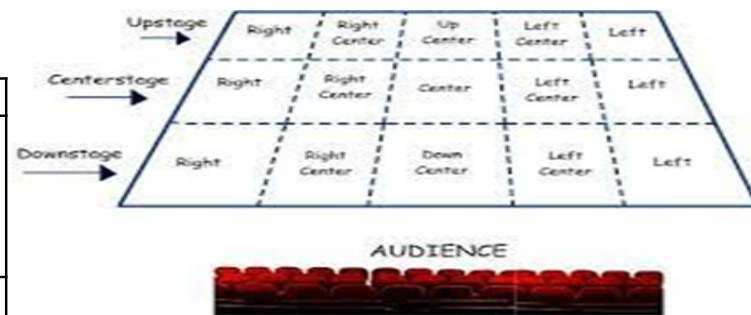 Upstage
Right
Right
Center
Up
Center
Left
Center
Left
Centerstage
Right
Right
Center
Center
Left
Center
Left
Downstage
Right
Right
Center
Down
Center
Left
Center
Left
AUDIENCE